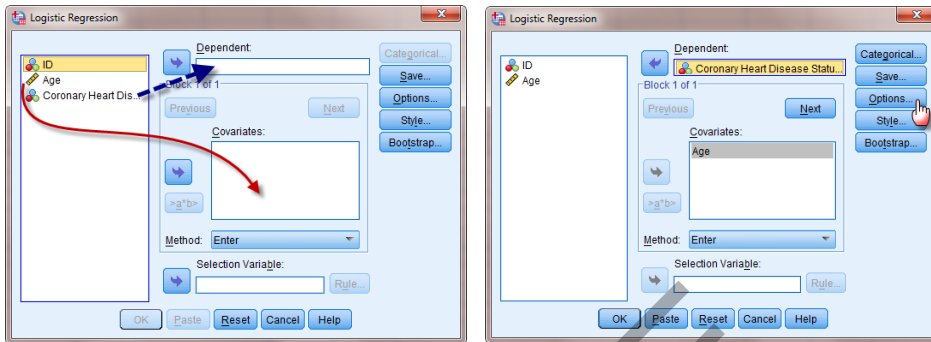 Logistic Regression
ID
Age
Coronary Heart Dis...
Dependent:
Block 1 of 1
Previous
Next
Covariates:
>a*b>
Method: Enter
Selection Variable:
Rule...
Categorical...
Save...
Options...
Style...
Bootstrap...
OK Paste Reset Cancel Help
Logistic Regression
ID
Age
Dependent:
Coronary Heart Disease Statu...
Block 1 of 1
Previous
Next
Covariates:
Age
>a*b>
Method: Enter
Selection Variable:
Rule...
Categorical...
Save...
Options...
Style...
Bootstrap...
OK Paste Reset Cancel Help